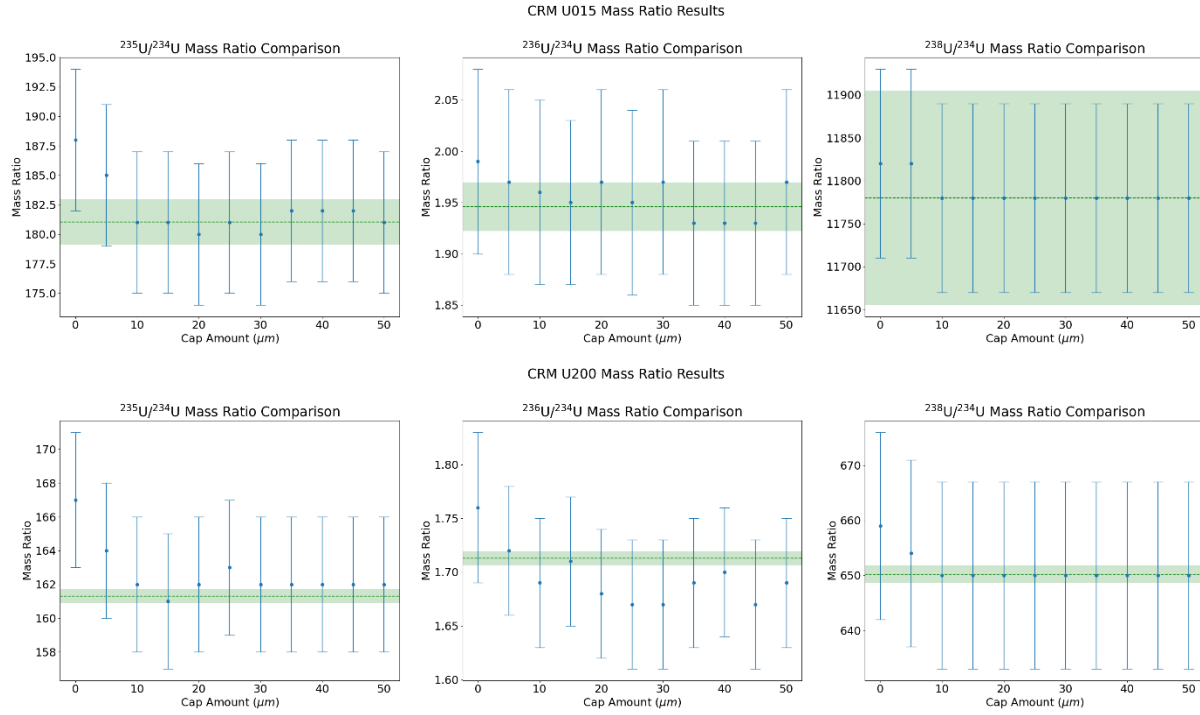 CRM U015 Mass Ratio Results
²³⁵U/²³⁴U Mass Ratio Comparison
195.0
192.5
190.0
187.5
185.0
182.5
180.0
177.5
175.0
Mass Ratio
0 10 20 30 40 50
Cap Amount (μm)
²³⁶U/²³⁴U Mass Ratio Comparison
2.05
2.00
1.95
1.90
1.85
Mass Ratio
0 10 20 30 40 50
Cap Amount (μm)
²³⁸U/²³⁴U Mass Ratio Comparison
11900
11850
11800
11750
11700
11650
Mass Ratio
0 10 20 30 40 50
Cap Amount (μm)
CRM U200 Mass Ratio Results
²³⁵U/²³⁴U Mass Ratio Comparison
170
168
166
164
162
160
158
Mass Ratio
0 10 20 30 40 50
Cap Amount (μm)
²³⁶U/²³⁴U Mass Ratio Comparison
1.80
1.75
1.70
1.65
1.60
Mass Ratio
0 10 20 30 40 50
Cap Amount (μm)
²³⁸U/²³⁴U Mass Ratio Comparison
670
660
650
640
Mass Ratio
0 10 20 30 40 50
Cap Amount (μm)